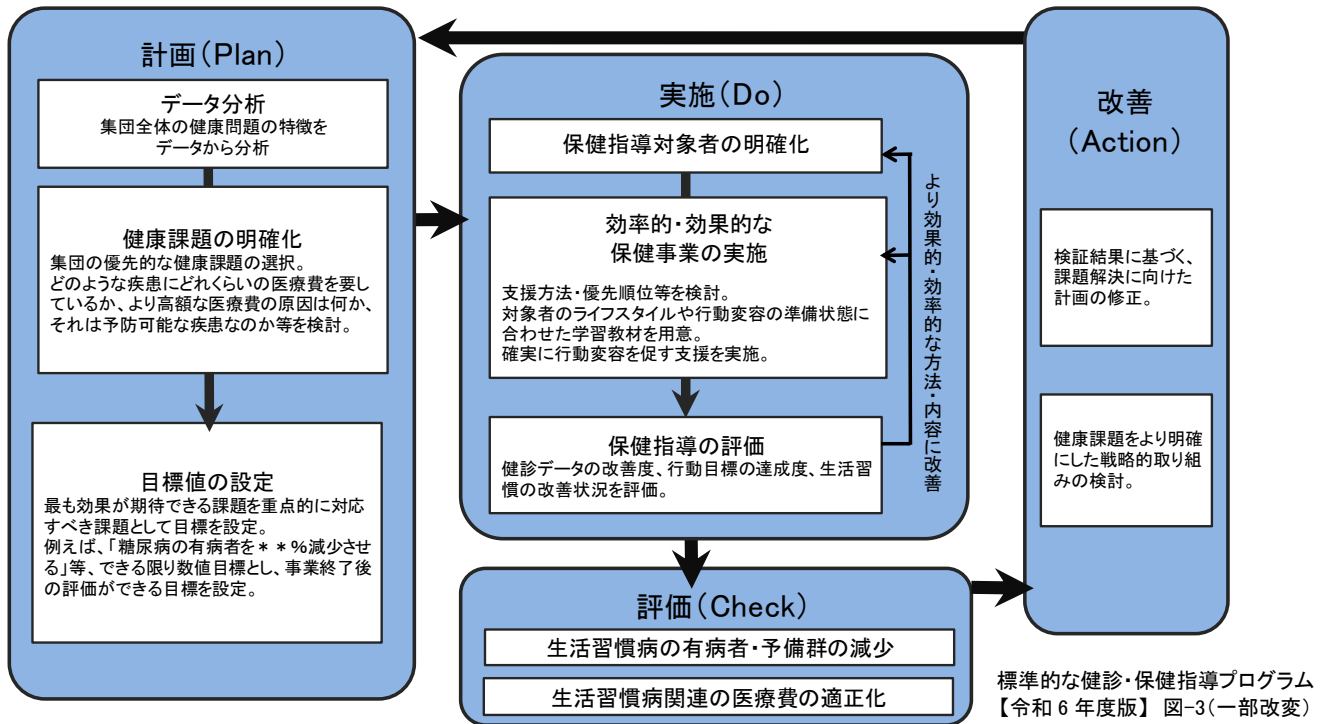 計画(Plan)
データ分析
集団全体の健康問題の特徴を
データから分析
健康課題の明確化
集団の優先的な健康課題の選択。
どのような疾患にどれくらいの医療費を要し
ているか、より高額な医療費の原因は何か、
それは予防可能な疾患なのか等を検討。
目標値の設定
最も効果が期待できる課題を重点的に対応
すべき課題として目標を設定。
例えば、「糖尿病の有病者を**%減少させ
る」等、できる限り数値目標とし、事業終了後
の評価ができる目標を設定。
実施(Do)
保健指導対象者の明確化
効率的・効果的な
保健事業の実施
支援方法・優先順位等を検討。
対象者のライフスタイルや行動変容の準備状態に
合わせた学習教材を用意。
確実に行動変容を促す支援を実施。
保健指導の評価
健診データの改善度、行動目標の達成度、生活習
慣の改善状況を評価。
より効果的・効率的な方法・内容に改善
評価(Check)
生活習慣病の有病者・予備群の減少
生活習慣病関連の医療費の適正化
改善
(Action)
検証結果に基づく、
課題解決に向けた
計画の修正。
健康課題をより明確
にした戦略的取り組
みの検討。
標準的な健診・保健指導プログラム
【令和6年度版】 図-3(一部改変)